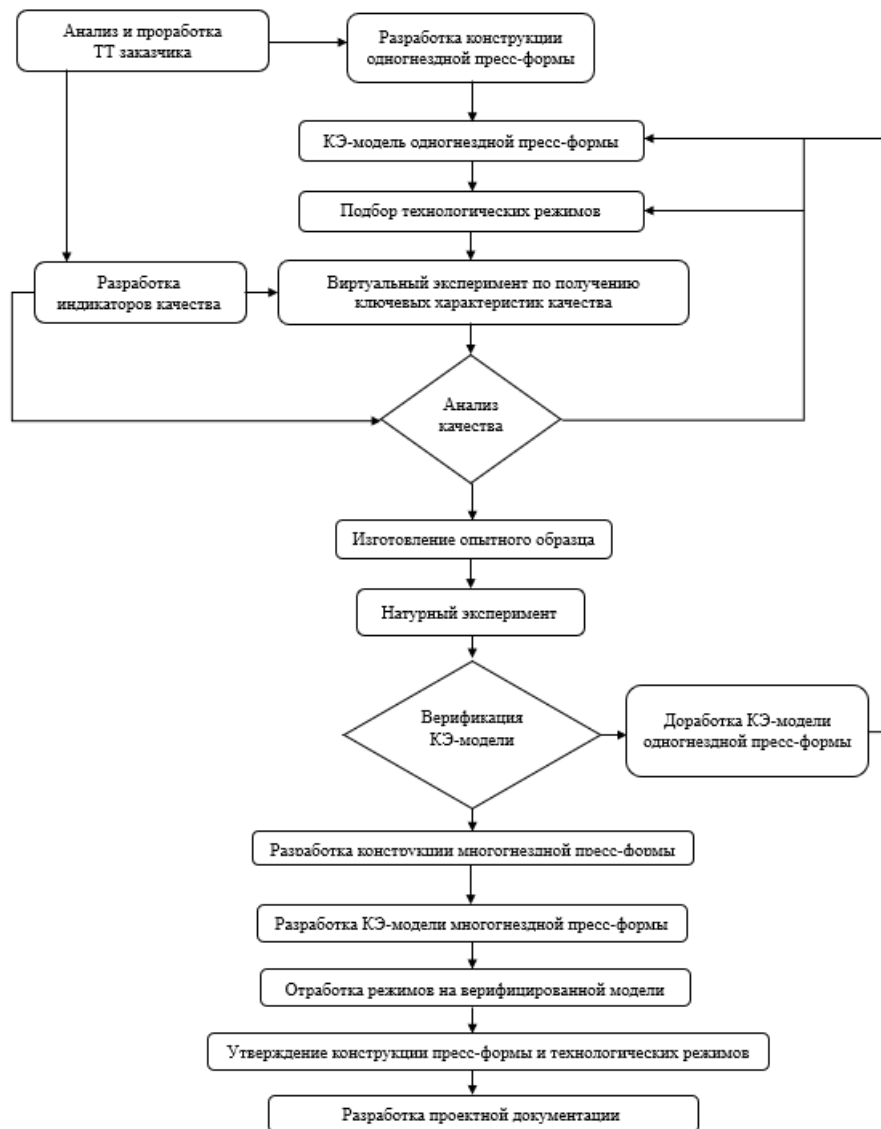 Анализ и проработка
ТТ заказчика
Разработка конструкции
одногнездной пресс-формы
КЭ-модель одногнездной пресс-формы
Подбор технологических режимов
Разработка
индикаторов качества
Виртуальный эксперимент по получению
ключевых характеристик качества
Анализ
качества
Изготовление опытного образца
Натурный эксперимент
Верификация
КЭ-модели
Доработка КЭ-модели
одногнездной пресс-формы
Разработка конструкции многогнездной пресс-формы
Разработка КЭ-модели многогнездной пресс-формы
Отработка режимов на верифицированной модели
Утверждение конструкции пресс-формы и технологических режимов
Разработка проектной документации